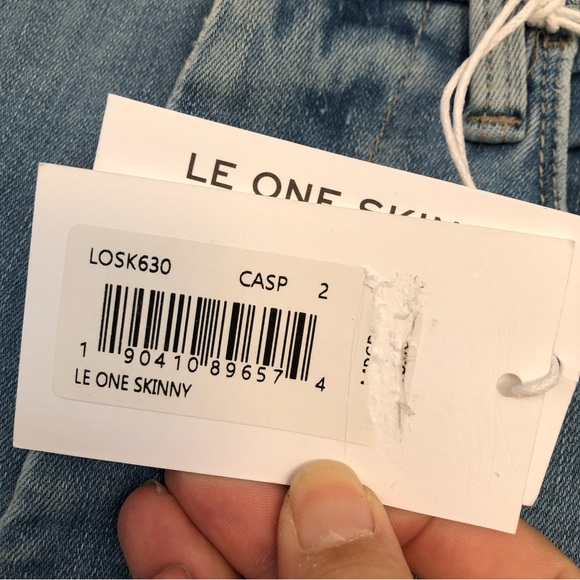 LE ONE SKIN
LOSK630 CASP 2
1 90410 89657 4
LE ONE SKINNY